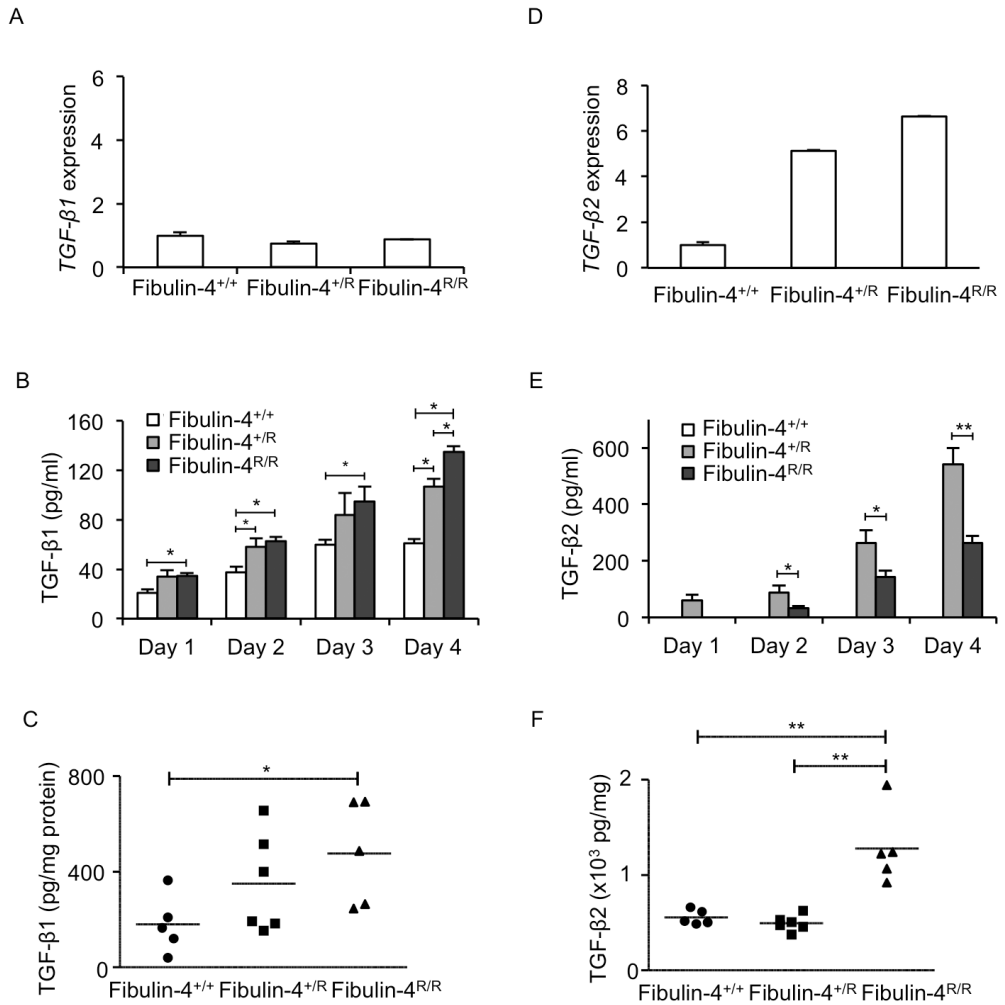 A
TGF-β1 expression
6
4
2
0
Fibulin-4+/+ Fibulin-4+/R Fibulin-4R/R
D
TGF-β2 expression
8
6
4
2
0
Fibulin-4+/+ Fibulin-4+/R Fibulin-4R/R
B
TGF-β1 (pg/ml)
160
120
80
40
0
Fibulin-4+/+
Fibulin-4+/R
Fibulin-4R/R
*
*
*
*
*
*
*
Day 1 Day 2 Day 3 Day 4
E
TGF-β2 (pg/ml)
600
400
200
0
Fibulin-4+/+
Fibulin-4+/R
Fibulin-4R/R
*
*
**
Day 1 Day 2 Day 3 Day 4
C
TGF-β1 (pg/mg protein)
800
400
0
*
Fibulin-4+/+ Fibulin-4+/R Fibulin-4R/R
F
TGF-β2 (x10³ pg/mg)
2
1
0
**
**
Fibulin-4+/+ Fibulin-4+/R Fibulin-4R/R